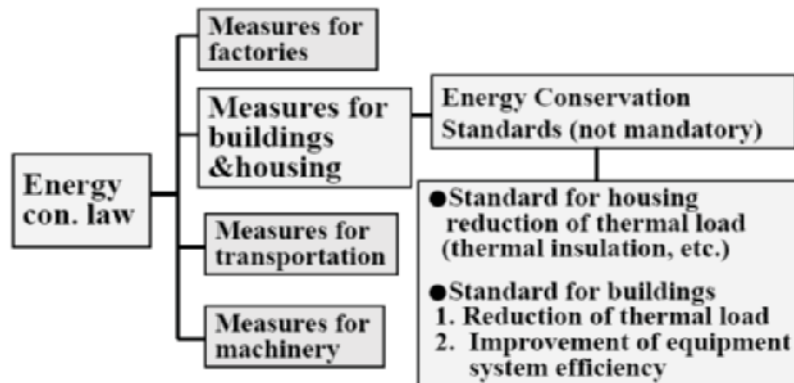 Energy
con. law
Measures for
factories
Measures for
buildings
&housing
Measures for
transportation
Measures for
machinery
Energy Conservation
Standards (not mandatory)
●Standard for housing
reduction of thermal load
(thermal insulation, etc.)
●Standard for buildings
1. Reduction of thermal load
2. Improvement of equipment
system efficiency